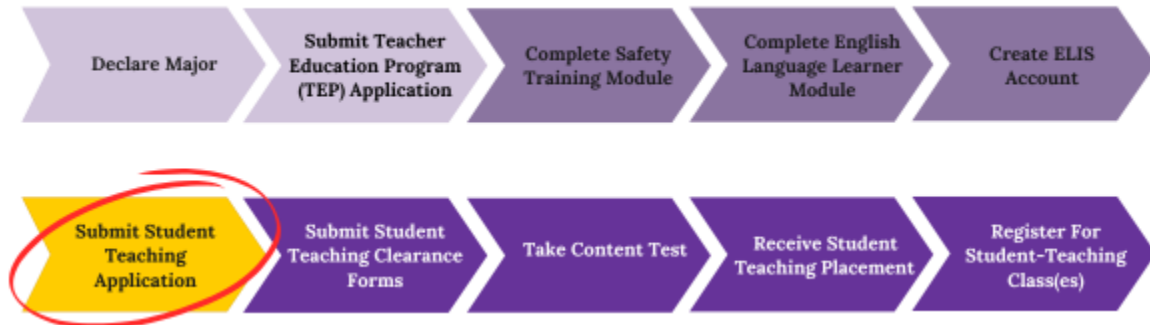 Declare Major
Submit Teacher
Education Program
(TEP) Application
Complete Safety
Training Module
Complete English
Language Learner
Module
Create ELIS
Account
Submit Student
Teaching
Application
Submit Student
Teaching Clearance
Forms
Take Content Test
Receive Student
Teaching Placement
Register For
Student-Teaching
Class(es)